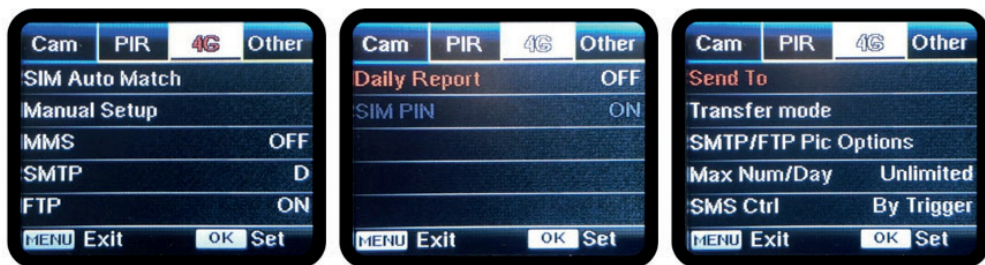 Cam PIR 4G Other
SIM Auto Match
Manual Setup
MMS OFF
SMTP D
FTP ON
MENU Exit OK Set
Cam PIR 4G Other
Daily Report OFF
SIM PIN ON
MENU Exit OK Set
Cam PIR 4G Other
Send To
Transfer mode
SMTP/FTP Pic Options
Max Num/Day Unlimited
SMS Ctrl By Trigger
MENU Exit OK Set